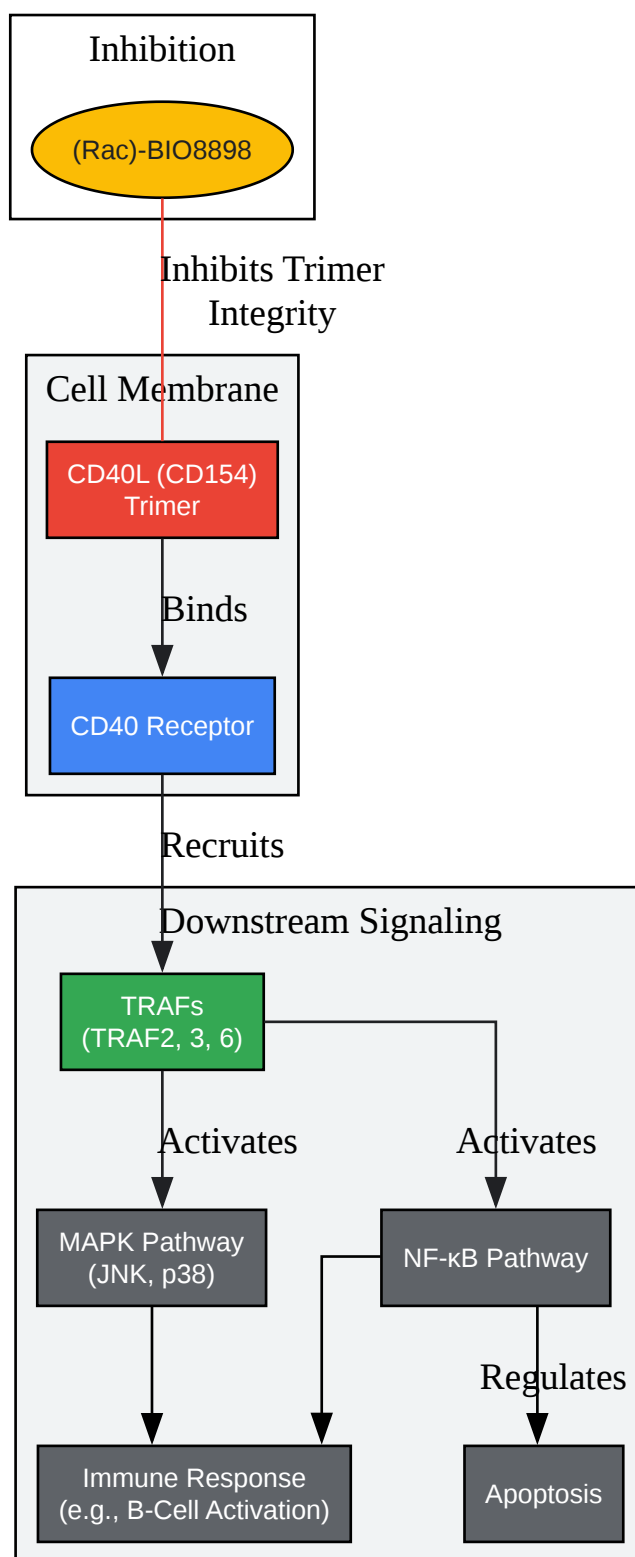 Inhibition
(Rac)-BIO8898
Inhibits Trimer
Integrity
Cell Membrane
CD40L (CD154)
Trimer
Binds
CD40 Receptor
Recruits
Downstream Signaling
TRAFs
(TRAF2, 3, 6)
Activates
Activates
MAPK Pathway
(JNK, p38)
NF-κB Pathway
Regulates
Immune Response
(e.g., B-Cell Activation)
Apoptosis